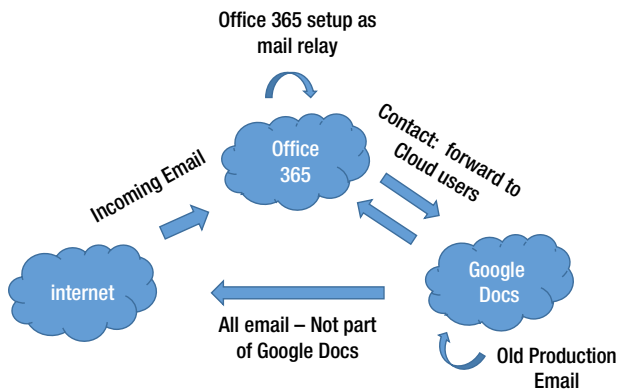 Office 365 setup as
mail relay
Incoming Email
Office
365
Contact: forward to
Cloud users
internet
Google
Docs
All email – Not part
of Google Docs
Old Production
Email